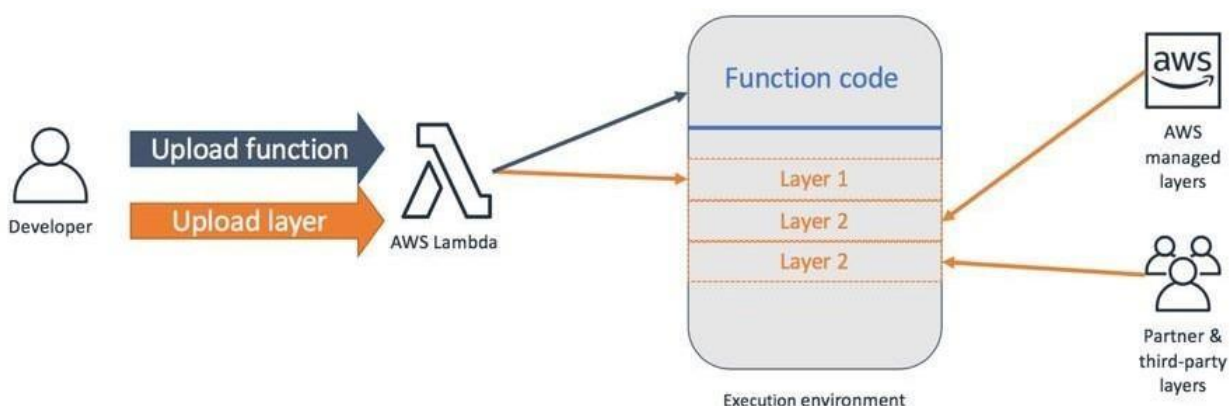 Developer
Upload function
Upload layer
AWS Lambda
Function code
Layer 1
Layer 2
Layer 2
Execution environment
aws
AWS
managed
layers
Partner &
third-party
layers